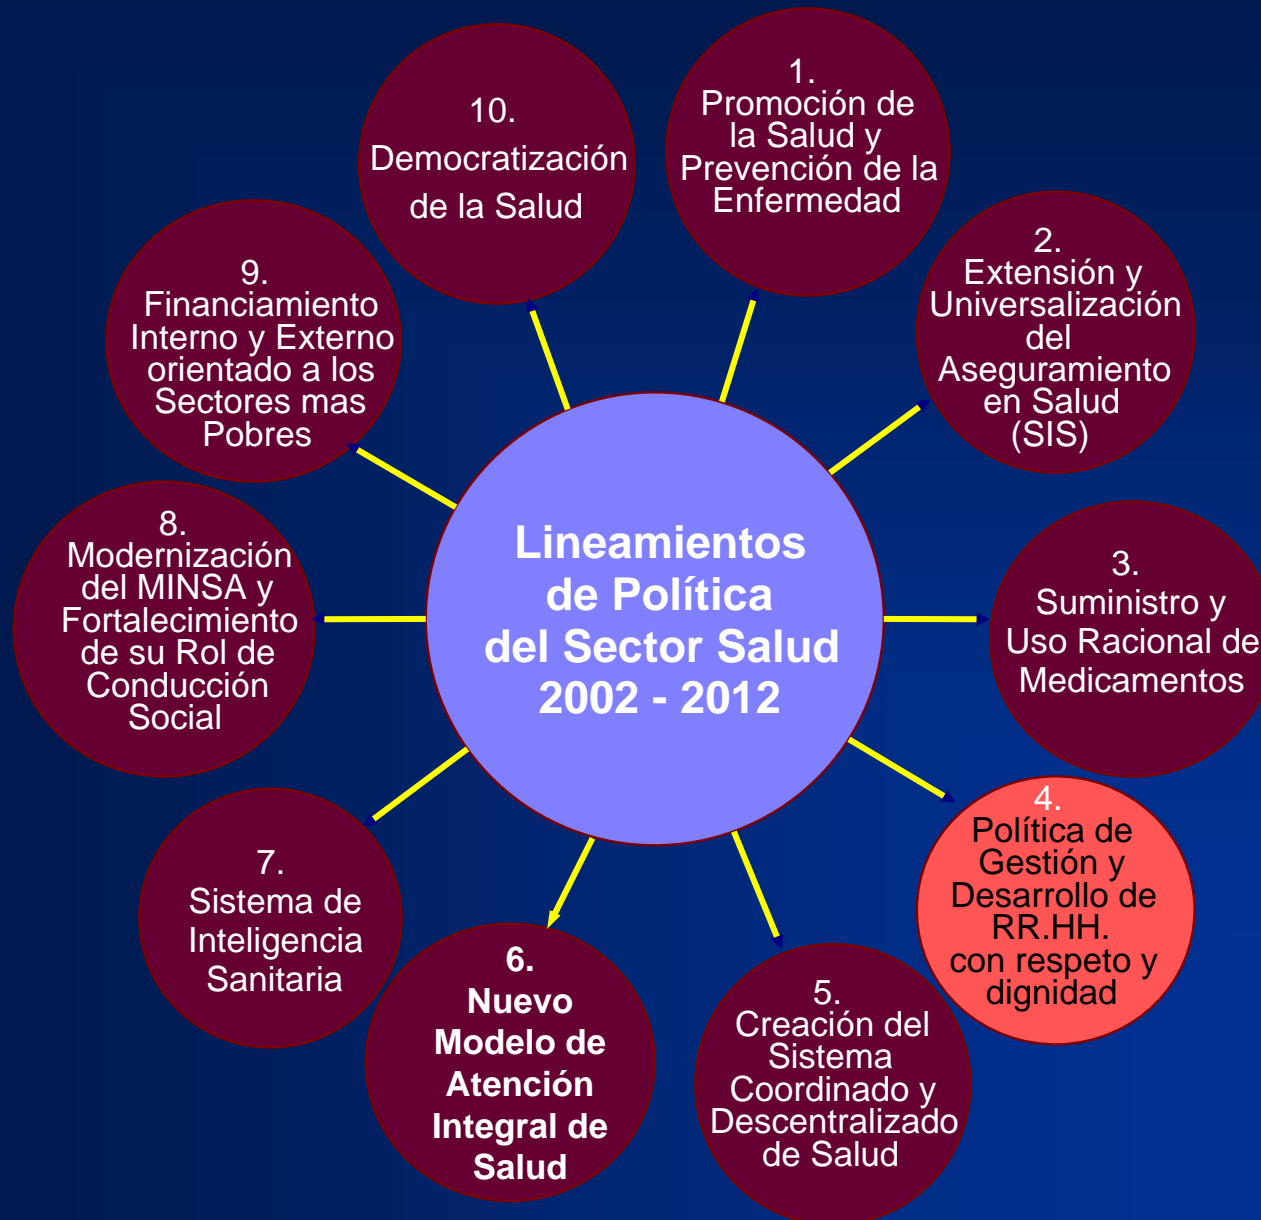 Lineamientos
de Política
del Sector Salud
2002 - 2012
1.
Promoción de
la Salud y
Prevención de la
Enfermedad
2.
Extensión y
Universalización
del
Aseguramiento
en Salud
(SIS)
3.
Suministro y
Uso Racional de
Medicamentos
4.
Política de
Gestión y
Desarrollo de
RR.HH.
con respeto y
dignidad
5.
Creación del
Sistema
Coordinado y
Descentralizado
de Salud
6.
Nuevo
Modelo de
Atención
Integral de
Salud
7.
Sistema de
Inteligencia
Sanitaria
8.
Modernización
del MINSA y
Fortalecimiento
de su Rol de
Conducción
Social
9.
Financiamiento
Interno y Externo
orientado a los
Sectores mas
Pobres
10.
Democratización
de la Salud